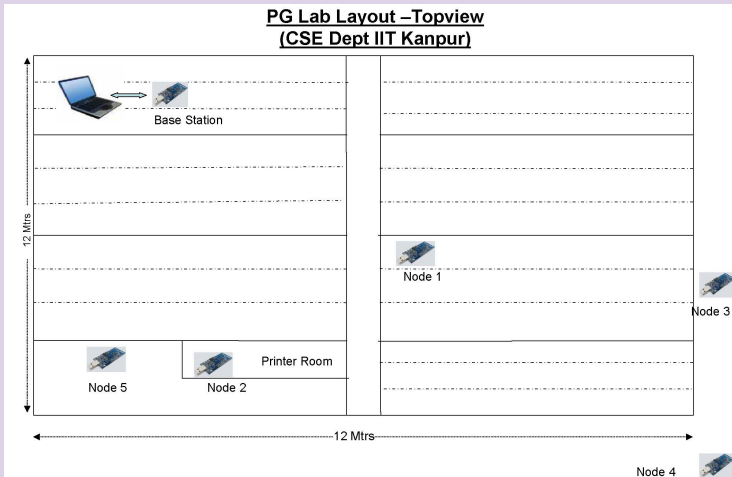 PG Lab Layout –Topview
(CSE Dept IIT Kanpur)
Base Station
12 Mtrs
Node 1
Node 3
Printer Room
Node 5
Node 2
12 Mtrs
Node 4